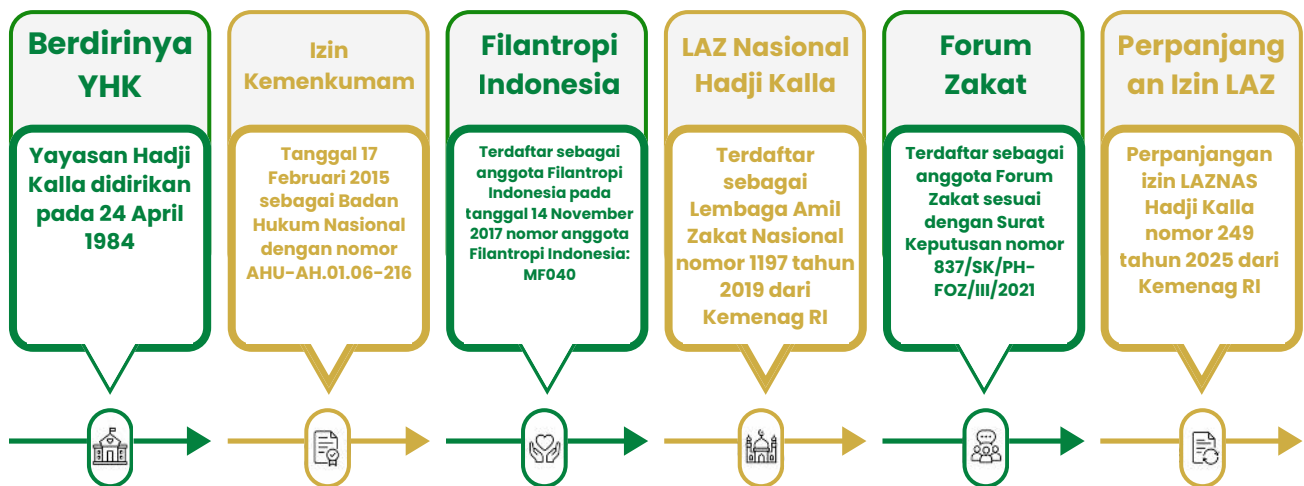 Berdirinya
YHK
Yayasan Hadji
Kalla didirikan
pada 24 April
1984
Izin
Kemenkumam
Tanggal 17
Februari 2015
sebagai Badan
Hukum Nasional
dengan nomor
AHU-AH.01.06-216
Filantropi
Indonesia
Terdaftar sebagai
anggota Filantropi
Indonesia pada
tanggal 14 November
2017 nomor anggota
Filantropi Indonesia:
MF040
LAZ Nasional
Hadji Kalla
Terdaftar
sebagai
Lembaga Amil
Zakat Nasional
nomor 1197 tahun
2019 dari
Kemenag RI
Forum
Zakat
Terdaftar sebagai
anggota Forum
Zakat sesuai
dengan Surat
Keputusan nomor
837/SK/PH-
FOZ/III/2021
Perpanjang
an Izin LAZ
Perpanjangan
izin LAZNAS
Hadji Kalla
nomor 249
tahun 2025 dari
Kemenag RI